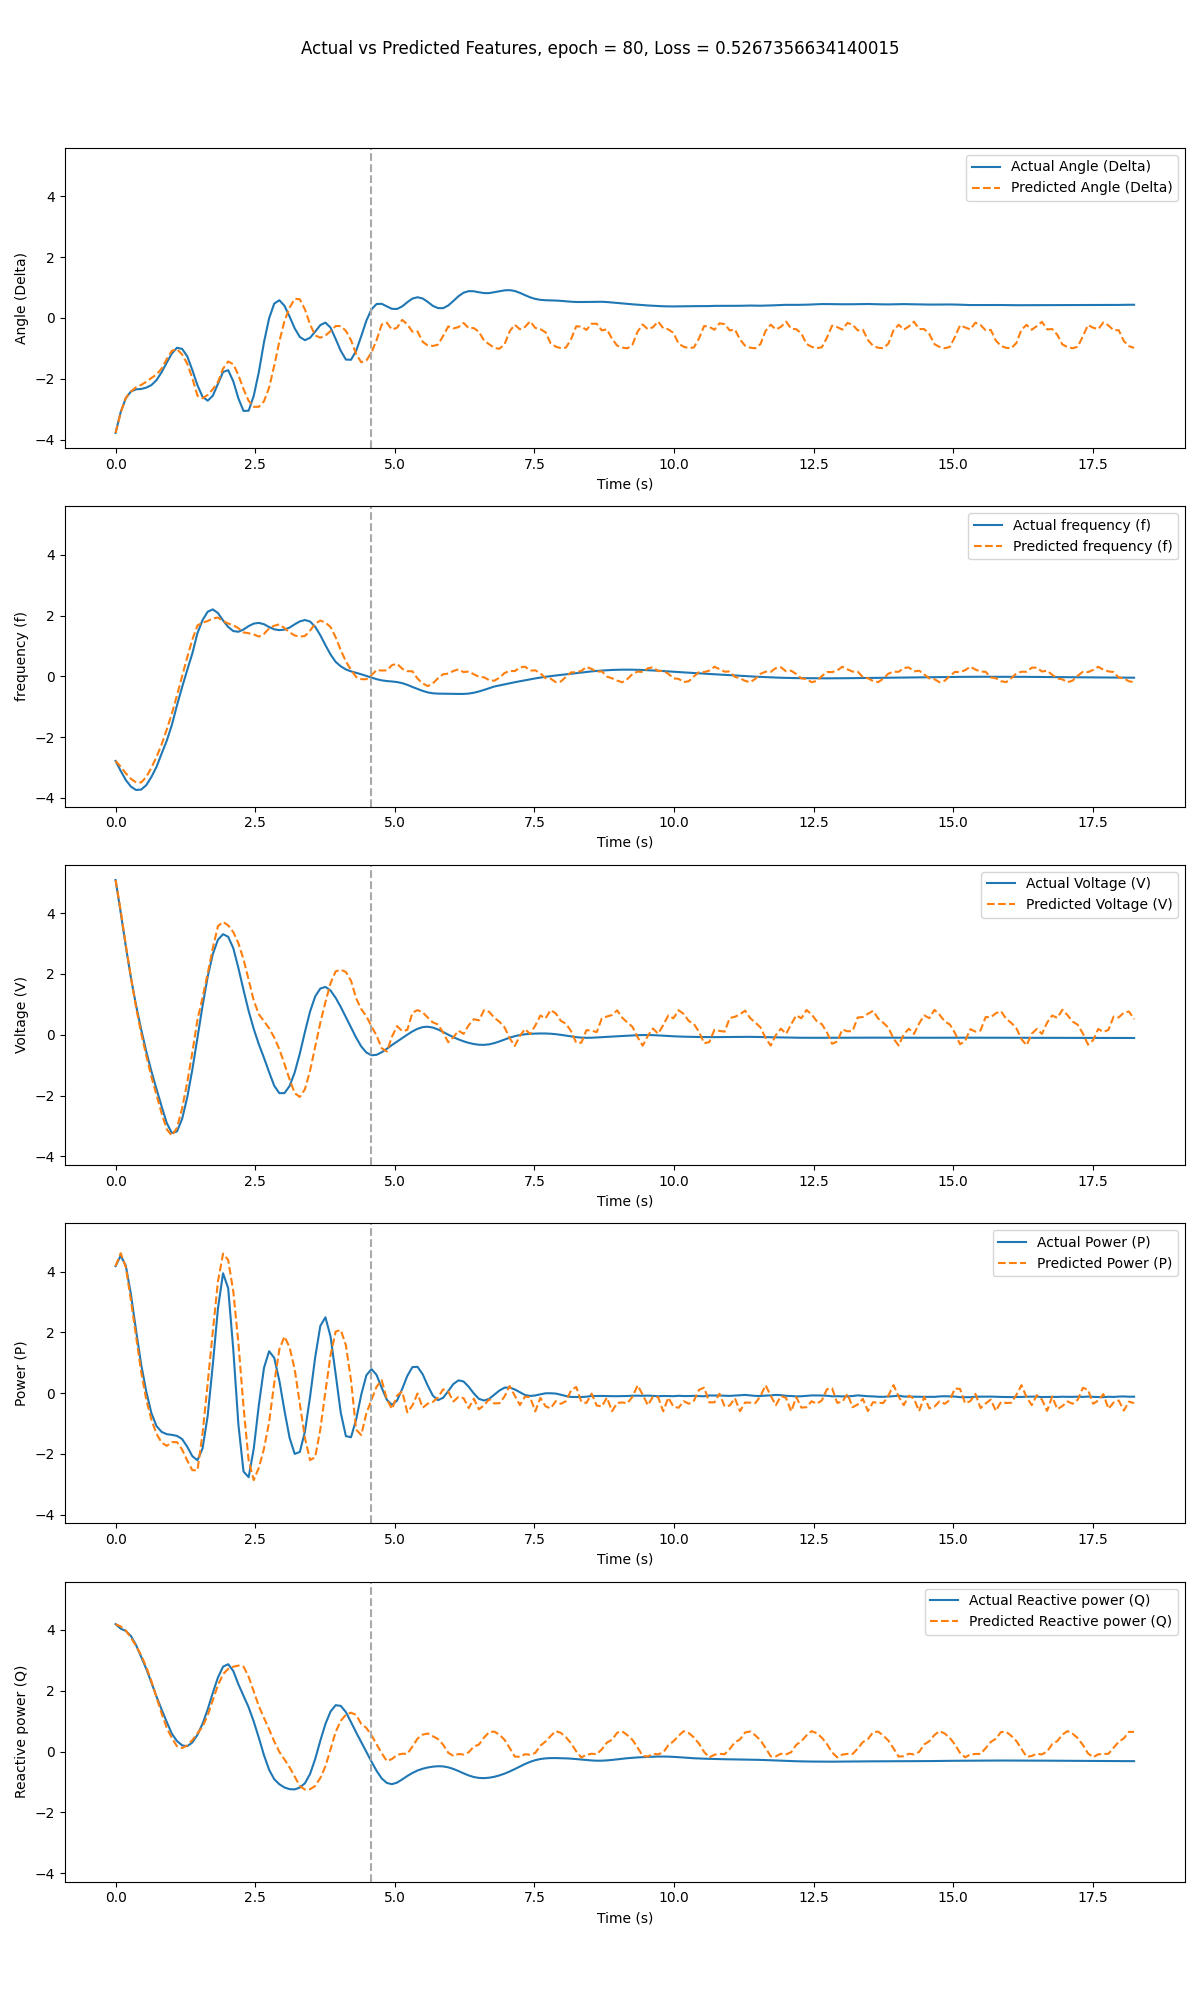 Actual vs Predicted Features, epoch = 80, Loss = 0.5267356634140015
Actual Angle (Delta)
Predicted Angle (Delta)
Angle (Delta)
4
2
0
−2
−4
0.0 2.5 5.0 7.5 10.0 12.5 15.0 17.5
Time (s)
Actual frequency (f)
Predicted frequency (f)
frequency (f)
4
2
0
−2
−4
0.0 2.5 5.0 7.5 10.0 12.5 15.0 17.5
Time (s)
Actual Voltage (V)
Predicted Voltage (V)
Voltage (V)
4
2
0
−2
−4
0.0 2.5 5.0 7.5 10.0 12.5 15.0 17.5
Time (s)
Actual Power (P)
Predicted Power (P)
Power (P)
4
2
0
−2
−4
0.0 2.5 5.0 7.5 10.0 12.5 15.0 17.5
Time (s)
Actual Reactive power (Q)
Predicted Reactive power (Q)
Reactive power (Q)
4
2
0
−2
−4
0.0 2.5 5.0 7.5 10.0 12.5 15.0 17.5
Time (s)